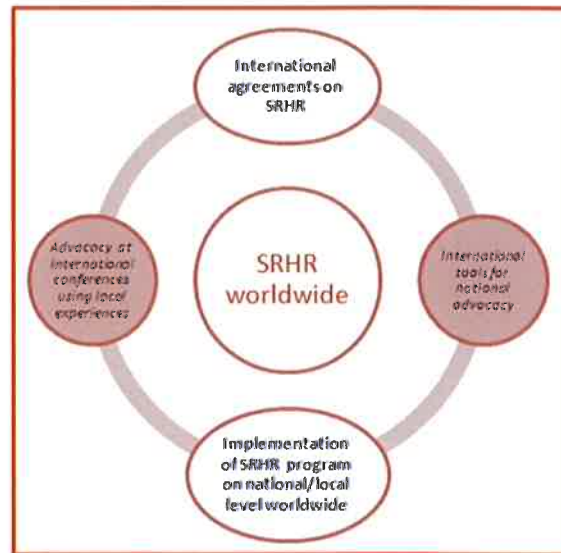 International
agreements on
SRHR
Advocacy at
international
conferences
using local
experiences
SRHR
worldwide
International
tools for
national
advocacy
Implementation
of SRHR program
on national/local
level worldwide